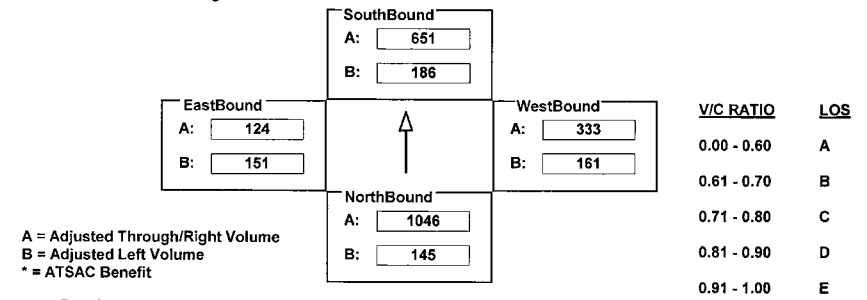 SouthBound
A: 651
B: 186
EastBound
A: 124
B: 151
WestBound
A: 333
B: 161
NorthBound
A: 1046
B: 145
A = Adjusted Through/Right Volume
B = Adjusted Left Volume
* = ATSAC Benefit
V/C RATIO LOS
0.00 - 0.60 A
0.61 - 0.70 B
0.71 - 0.80 C
0.81 - 0.90 D
0.91 - 1.00 E